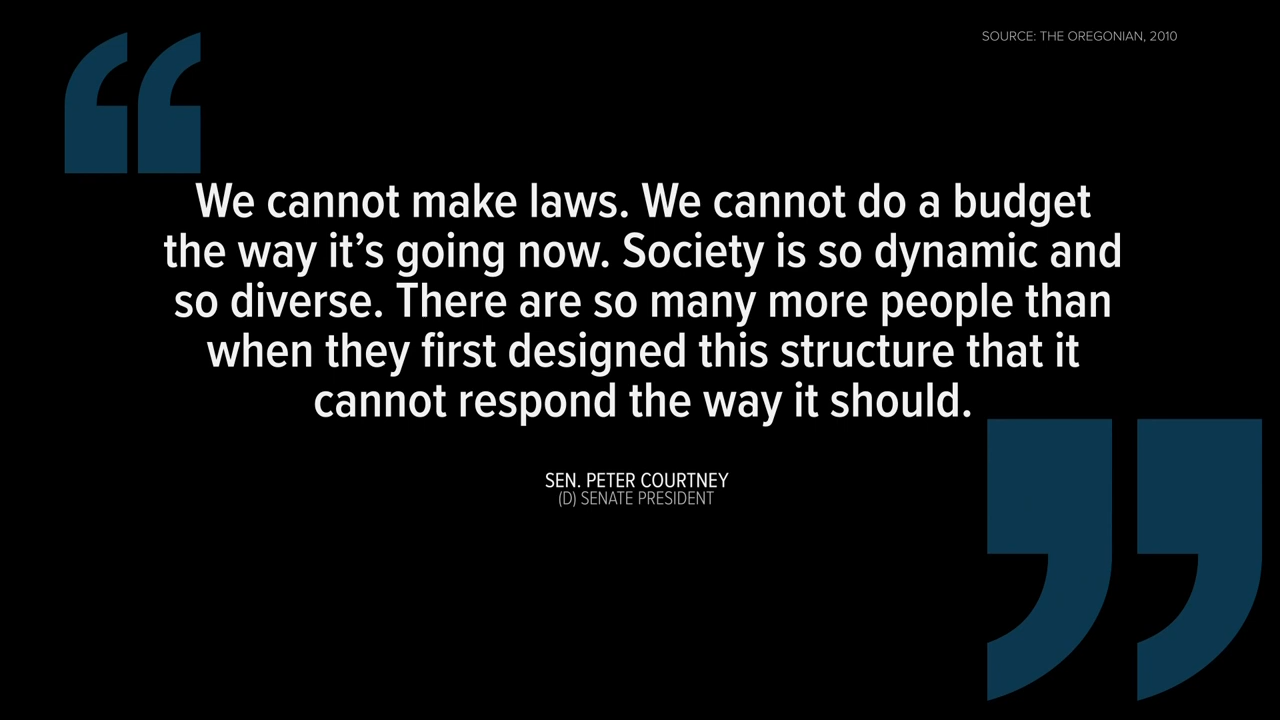 SOURCE: THE OREGONIAN, 2010
We cannot make laws. We cannot do a budget
the way it’s going now. Society is so dynamic and
so diverse. There are so many more people than
when they first designed this structure that it
cannot respond the way it should.
SEN. PETER COURTNEY
(D) SENATE PRESIDENT